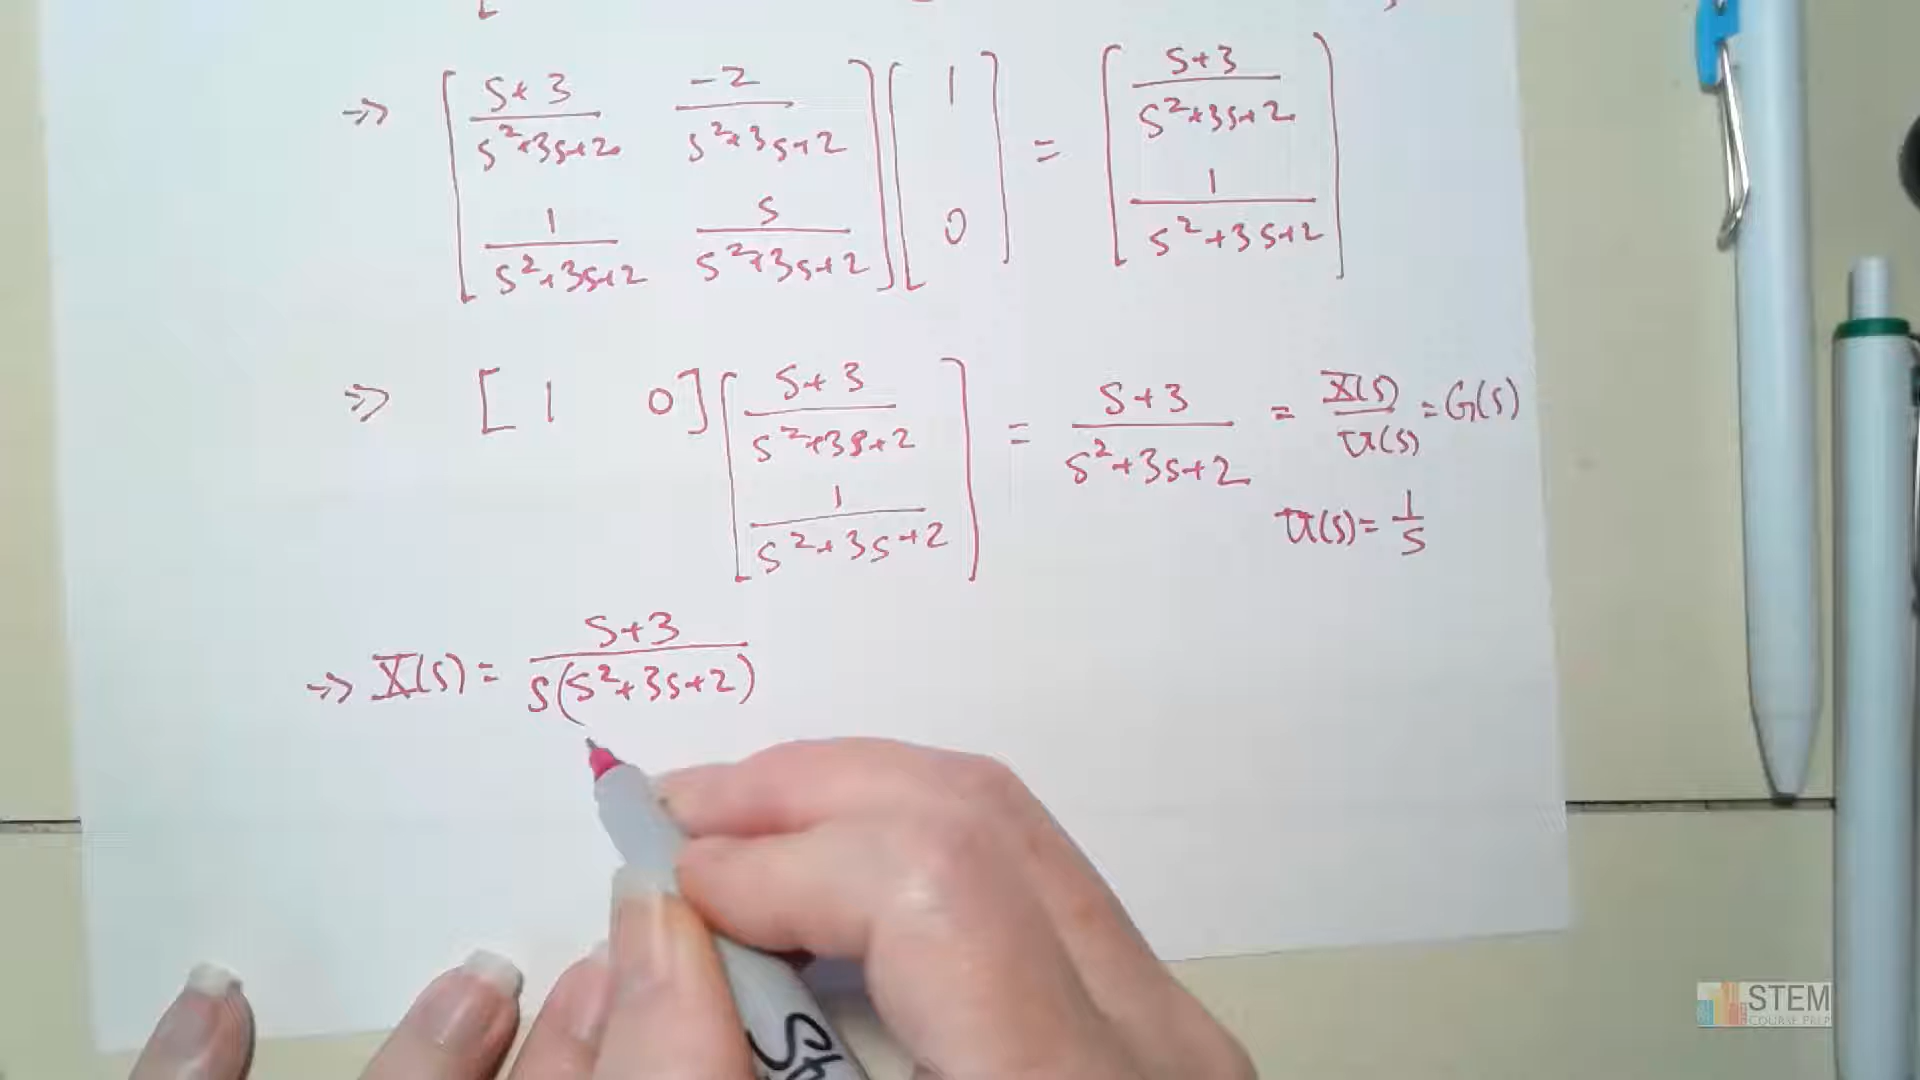 →> [ s+3/s²+3s+2 -2/s²+3s+2 ; 1/s²+3s+2 s/s²+3s+2 ] [ 1 ; 0 ] = [ s+3/s²+3s+2 ; 1/s²+3s+2 ]
→> [ 1 0 ] [ s+3/s²+3s+2 ; 1/s²+3s+2 ] = s+3/s²+3s+2 = X(s)/U(s) = G(s)
U(s) = 1/s
→> X(s) = s+3/s(s²+3s+2)
STEM
COURSE PREP